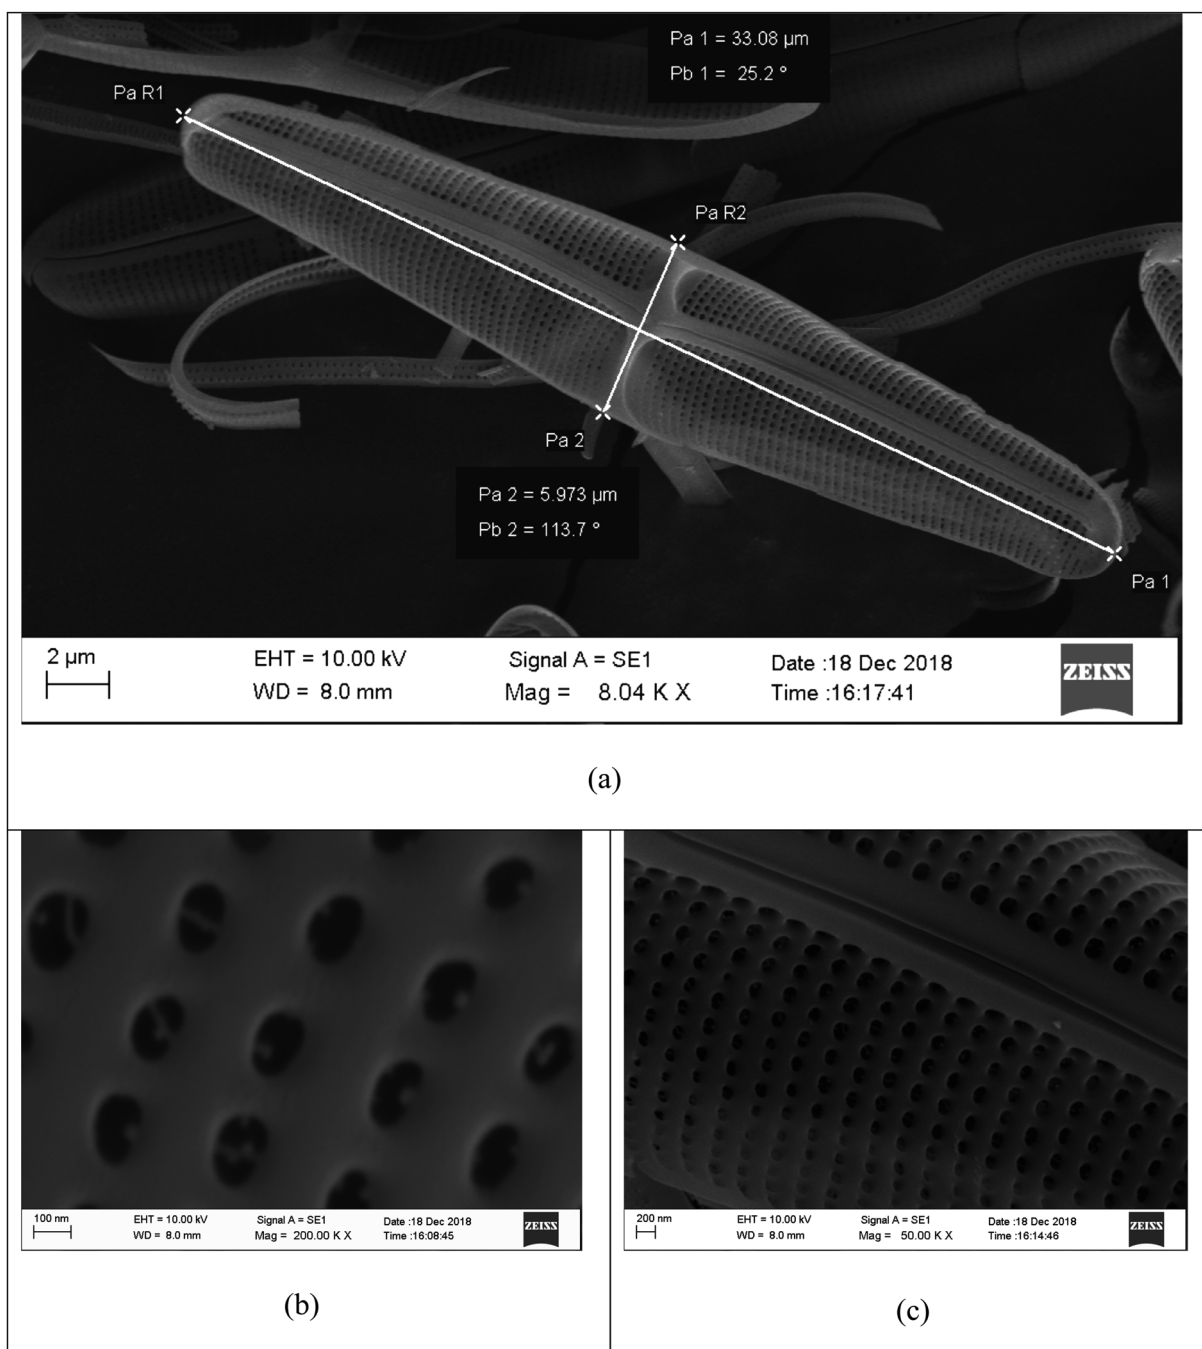 Pa 1 = 33.08 µm
Pb 1 = 25.2 °
Pa R1
Pa R2
Pa 2
Pa 2 = 5.973 µm
Pb 2 = 113.7 °
Pa 1
2 µm
EHT = 10.00 kV
Signal A = SE1
Date :18 Dec 2018
ZEISS
WD = 8.0 mm
Mag = 8.04 K X
Time :16:17:41
(a)
100 nm
EHT = 10.00 kV
Signal A = SE1
Date :18 Dec 2018
ZEISS
WD = 8.0 mm
Mag = 200.00 K X
Time :16:08:45
200 nm
EHT = 10.00 kV
Signal A = SE1
Date :18 Dec 2018
ZEISS
WD = 8.0 mm
Mag = 50.00 K X
Time :16:14:46
(b)
(c)